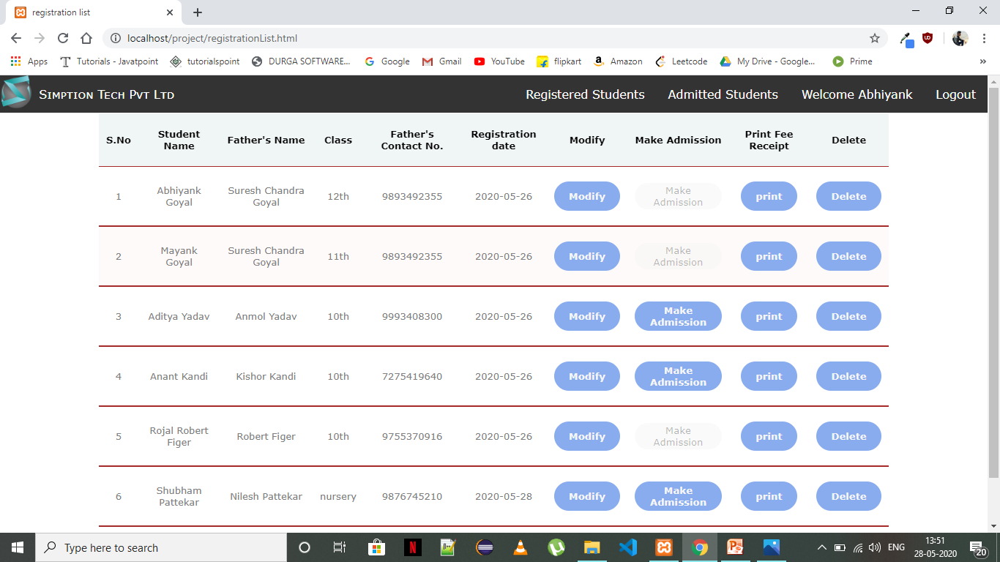 registration list
localhost/project/registrationList.html
Apps Tutorials - Javatpoint tutorialspoint DURGA SOFTWARE... Google Gmail YouTube flipkart Amazon Leetcode My Drive - Google... Prime »
Simption Tech Pvt Ltd Registered Students Admitted Students Welcome Abhiyank Logout
S.No Student Name Father's Name Class Father's Contact No. Registration date Modify Make Admission Print Fee Receipt Delete
1 Abhiyank Goyal Suresh Chandra Goyal 12th 9893492355 2020-05-26 Modify Make Admission print Delete
2 Mayank Goyal Suresh Chandra Goyal 11th 9893492355 2020-05-26 Modify Make Admission print Delete
3 Aditya Yadav Anmol Yadav 10th 9993408300 2020-05-26 Modify Make Admission print Delete
4 Anant Kandi Kishor Kandi 10th 7275419640 2020-05-26 Modify Make Admission print Delete
5 Rojal Robert Figer Robert Figer 10th 9755370916 2020-05-26 Modify Make Admission print Delete
6 Shubham Pattekar Nilesh Pattekar nursery 9876745210 2020-05-28 Modify Make Admission print Delete
Type here to search ENG 13:51
28-05-2020 20